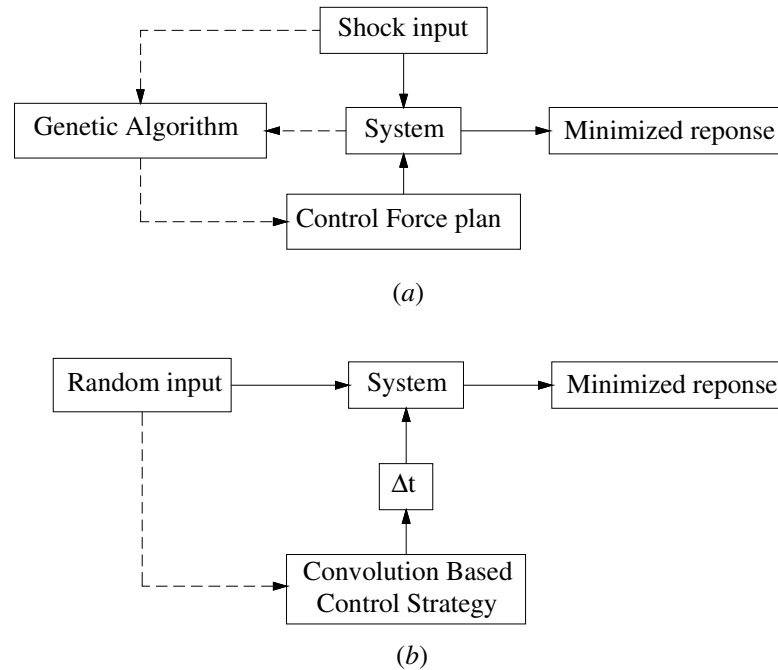 Shock input
Genetic Algorithm
System
Minimized reponse
Control Force plan
(a)
Random input
System
Minimized reponse
Δt
Convolution Based
Control Strategy
(b)